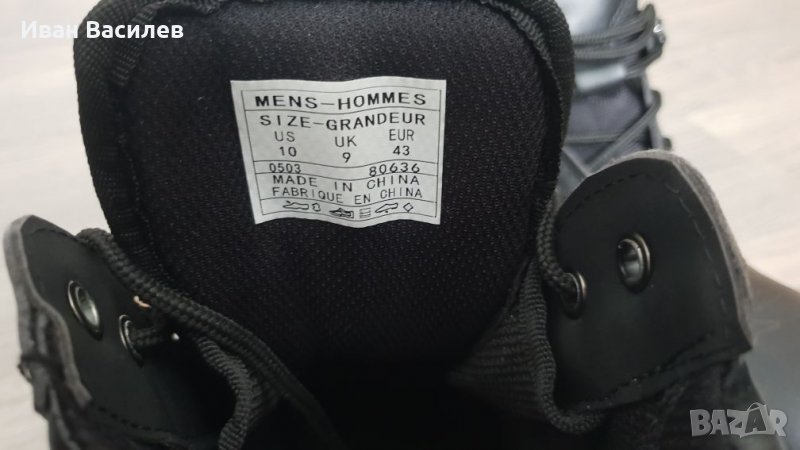 Иван Василев
MENS-HOMMES
SIZE-GRANDEUR
US UK EUR
10 9 43
0503 80636
MADE IN CHINA
FABRIQUE EN CHINA
BAZAR